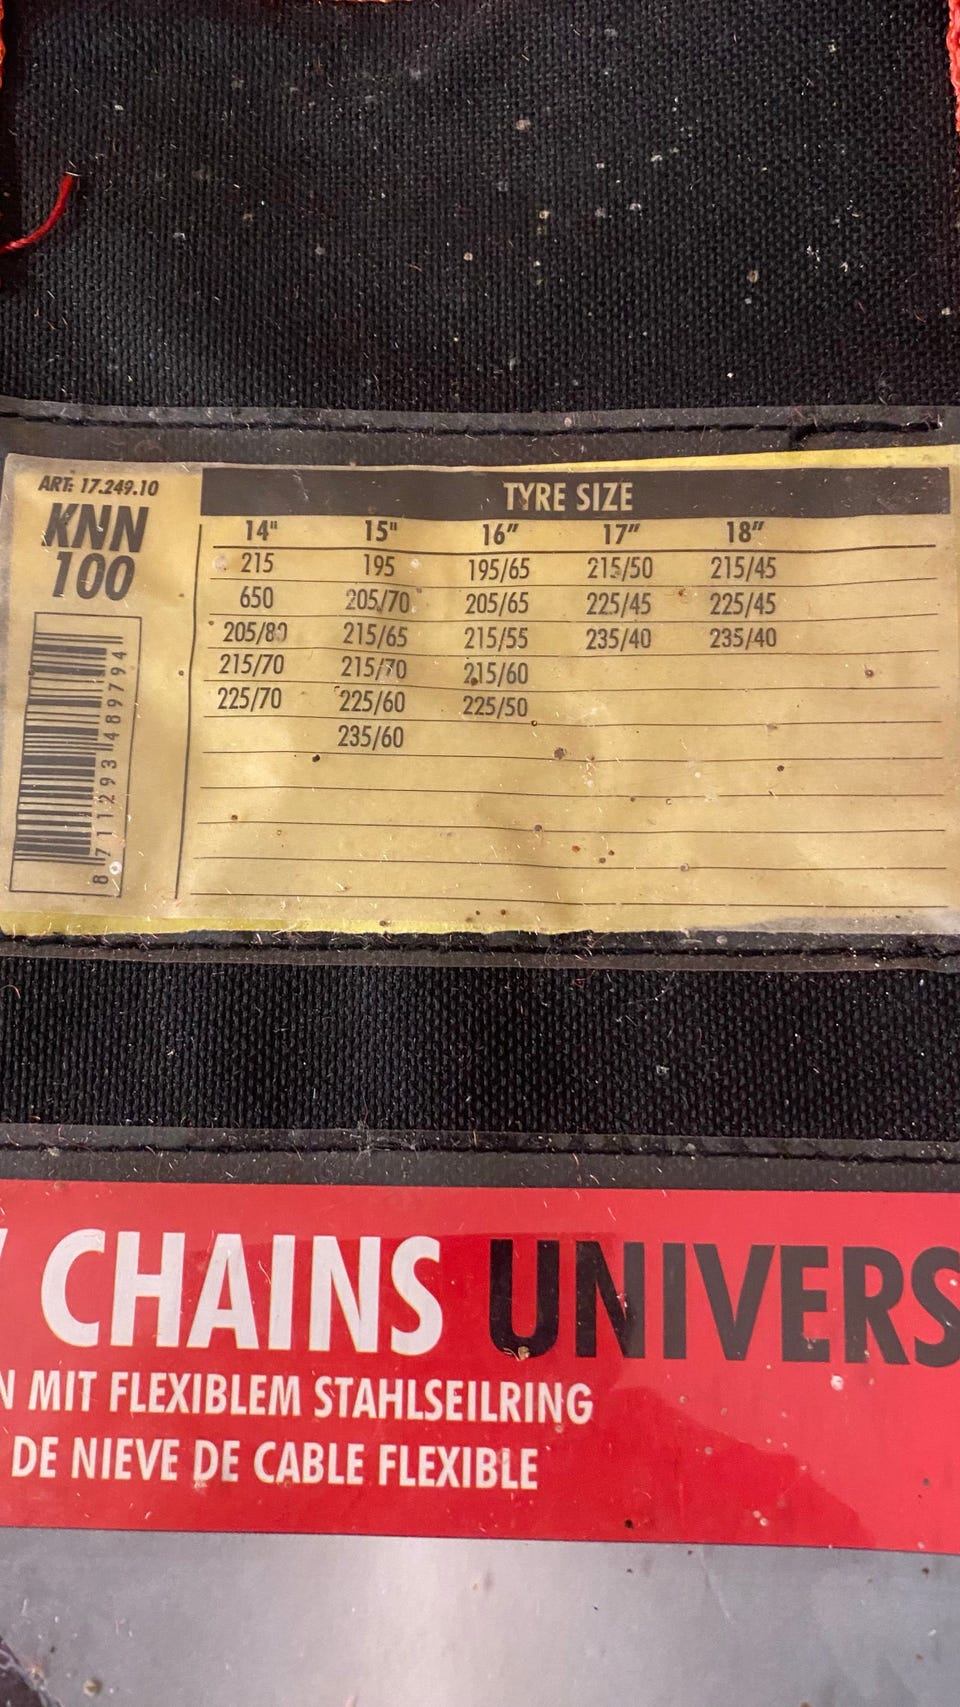 ART: 17.249.10
KNN
100
8 711293 489794
TYRE SIZE
14" 15" 16" 17" 18"
215 195 195/65 215/50 215/45
650 205/70 205/65 225/45 225/45
205/80 215/65 215/55 235/40 235/40
215/70 215/70 215/60
225/70 225/60 225/50
235/60
CHAINS UNIVERS
N MIT FLEXIBLEM STAHLSEILRING
DE NIEVE DE CABLE FLEXIBLE